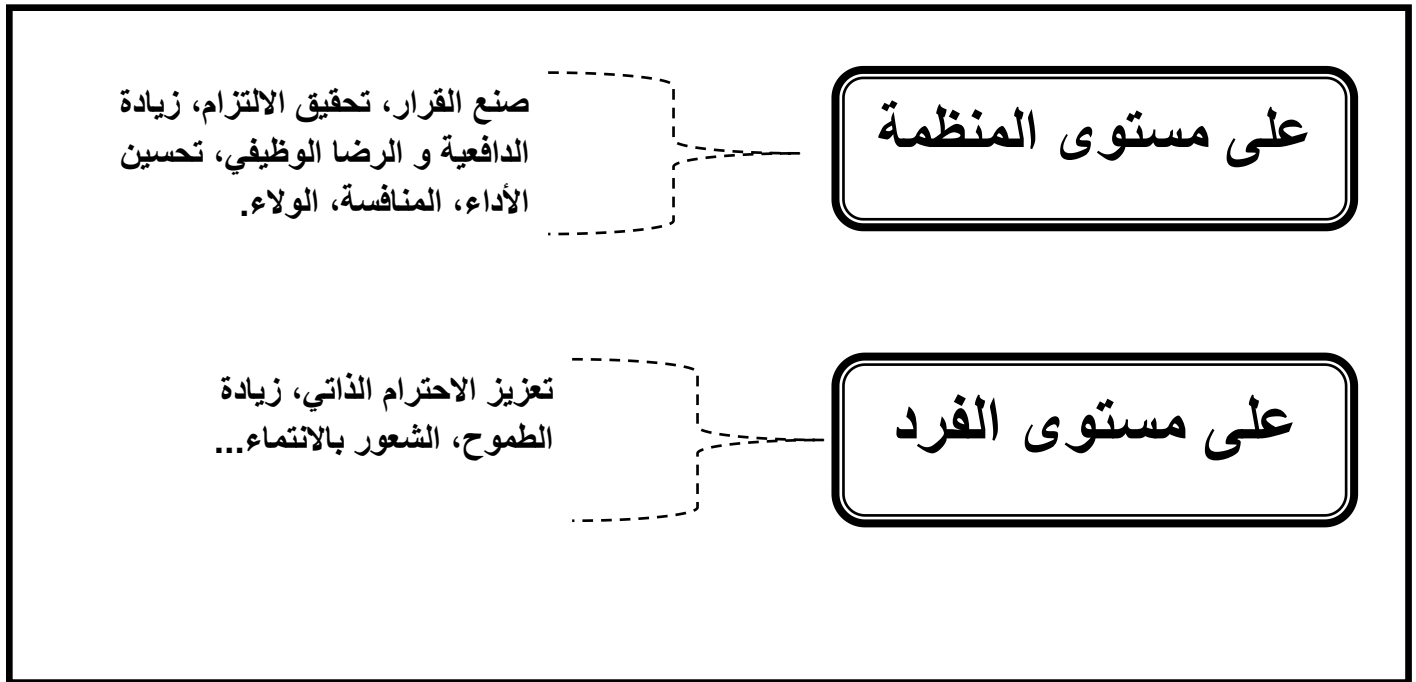 على مستوى المنظمة
صنع القرار، تحقيق الالتزام، زيادة
الدافعية و الرضا الوظيفي، تحسين
الأداء، المنافسة، الولاء.
على مستوى الفرد
تعزيز الاحترام الذاتي، زيادة
الطموح، الشعور بالانتماء...